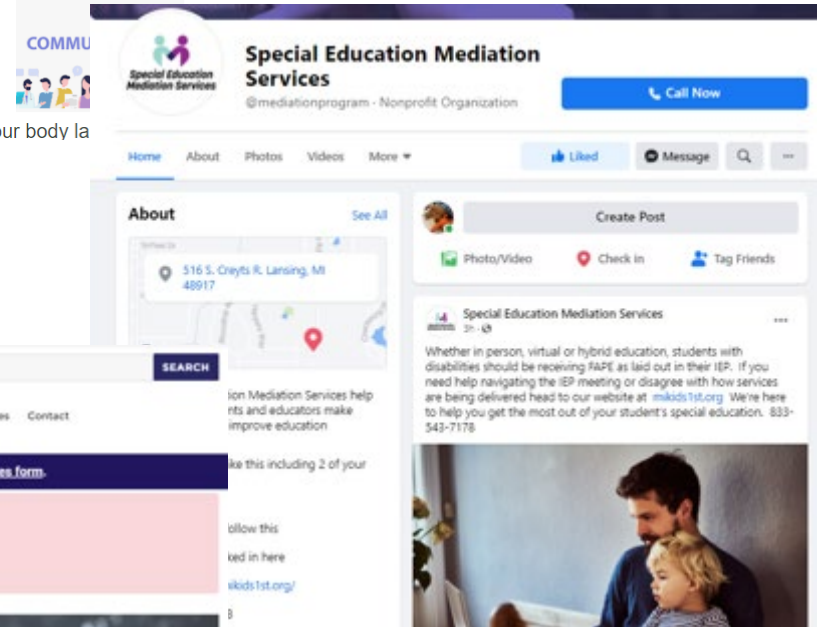 COMMU
our body la
Special Education
Mediation Services
Special Education Mediation
Services
@mediationprogram · Nonprofit Organization
Call Now
Home About Photos Videos More
Liked Message
About See All
516 S. Creyts R. Lansing, MI
48917
ion Mediation Services help
nts and educators make
improve education
ke this including 2 of your
ollow this
ked in here
ikids1st.org/
SEARCH
es Contact
es form.
Create Post
Photo/Video Check in Tag Friends
Special Education Mediation Services
3h
Whether in person, virtual or hybrid education, students with
disabilities should be receiving FAPE as laid out in their IEP. If you
need help navigating the IEP meeting or disagree with how services
are being delivered head to our website at mikids1st.org We're here
to help you get the most out of your student's special education. 833-
543-7178